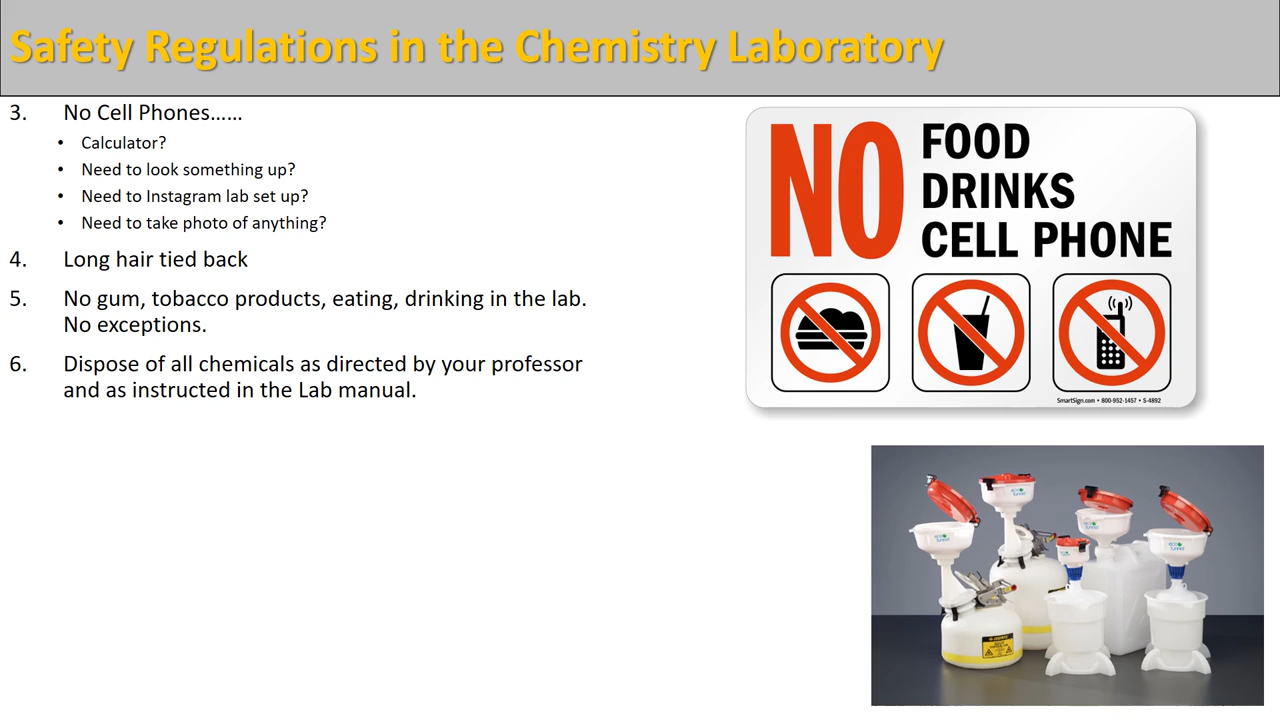 Safety Regulations in the Chemistry Laboratory
3. No Cell Phones……
• Calculator?
• Need to look something up?
• Need to Instagram lab set up?
• Need to take photo of anything?
4. Long hair tied back
5. No gum, tobacco products, eating, drinking in the lab.
No exceptions.
6. Dispose of all chemicals as directed by your professor
and as instructed in the Lab manual.
NO
FOOD
DRINKS
CELL PHONE
SmartSign.com • 800-952-1457 • S-4892